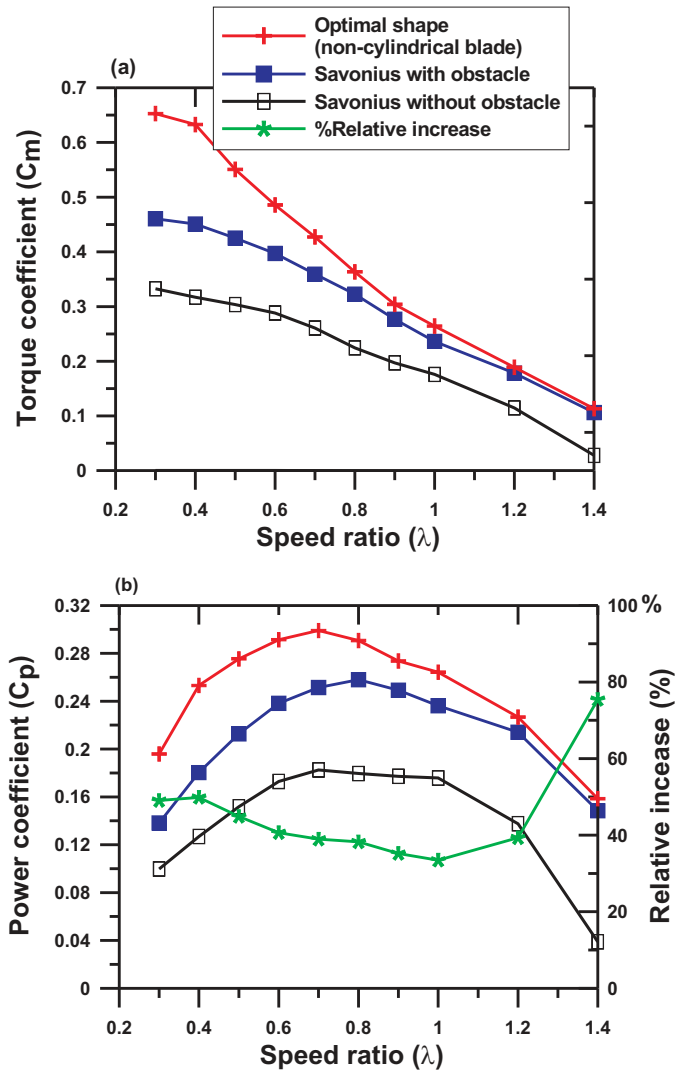 Optimal shape
(non-cylindrical blade)
Savonius with obstacle
Savonius without obstacle
%Relative increase
(a)
0.7
0.6
0.5
0.4
0.3
0.2
0.1
0
Torque coefficient (Cm)
0.2 0.4 0.6 0.8 1 1.2 1.4
Speed ratio (λ)
(b)
0.32
0.28
0.24
0.2
0.16
0.12
0.08
0.04
0
Power coefficient (Cp)
100%
80
60
40
20
0
Relative incease (%)
0.2 0.4 0.6 0.8 1 1.2 1.4
Speed ratio (λ)